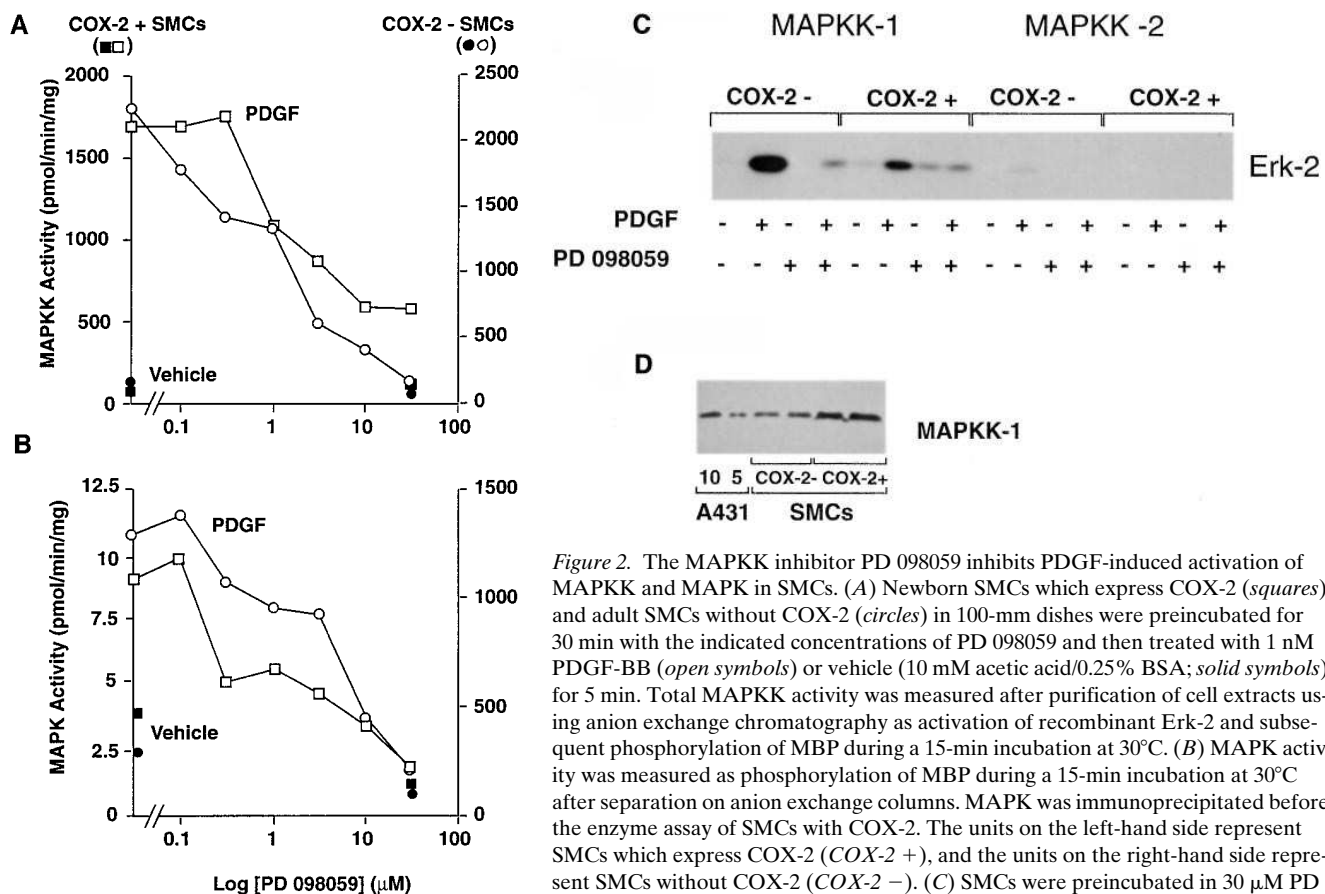 A
COX-2 + SMCs
(■□)
COX-2 - SMCs
(●○)
2000
1500
1000
500
0
MAPKK Activity (pmol/min/mg)
2500
2000
1500
1000
500
0
PDGF
Vehicle
0.1 1 10 100
B
12.5
10
7.5
5
2.5
0
MAPK Activity (pmol/min/mg)
1500
1000
500
0
PDGF
Vehicle
0.1 1 10 100
Log [PD 098059] (μM)
C
MAPKK-1 MAPKK -2
COX-2 - COX-2 + COX-2 - COX-2 +
Erk-2
PDGF - + - + - + - + - + - + - + - +
PD 098059 - - + + - - + + - - + + - - + +
D
MAPKK-1
10 5 COX-2- COX-2+
A431 SMCs
Figure 2. The MAPKK inhibitor PD 098059 inhibits PDGF-induced activation of
MAPKK and MAPK in SMCs. (A) Newborn SMCs which express COX-2 (squares)
and adult SMCs without COX-2 (circles) in 100-mm dishes were preincubated for
30 min with the indicated concentrations of PD 098059 and then treated with 1 nM
PDGF-BB (open symbols) or vehicle (10 mM acetic acid/0.25% BSA; solid symbols)
for 5 min. Total MAPKK activity was measured after purification of cell extracts us-
ing anion exchange chromatography as activation of recombinant Erk-2 and subse-
quent phosphorylation of MBP during a 15-min incubation at 30°C. (B) MAPK activ-
ity was measured as phosphorylation of MBP during a 15-min incubation at 30°C
after separation on anion exchange columns. MAPK was immunoprecipitated before
the enzyme assay of SMCs with COX-2. The units on the left-hand side represent
SMCs which express COX-2 (COX-2 +), and the units on the right-hand side repre-
sent SMCs without COX-2 (COX-2 −). (C) SMCs were preincubated in 30 μM PD